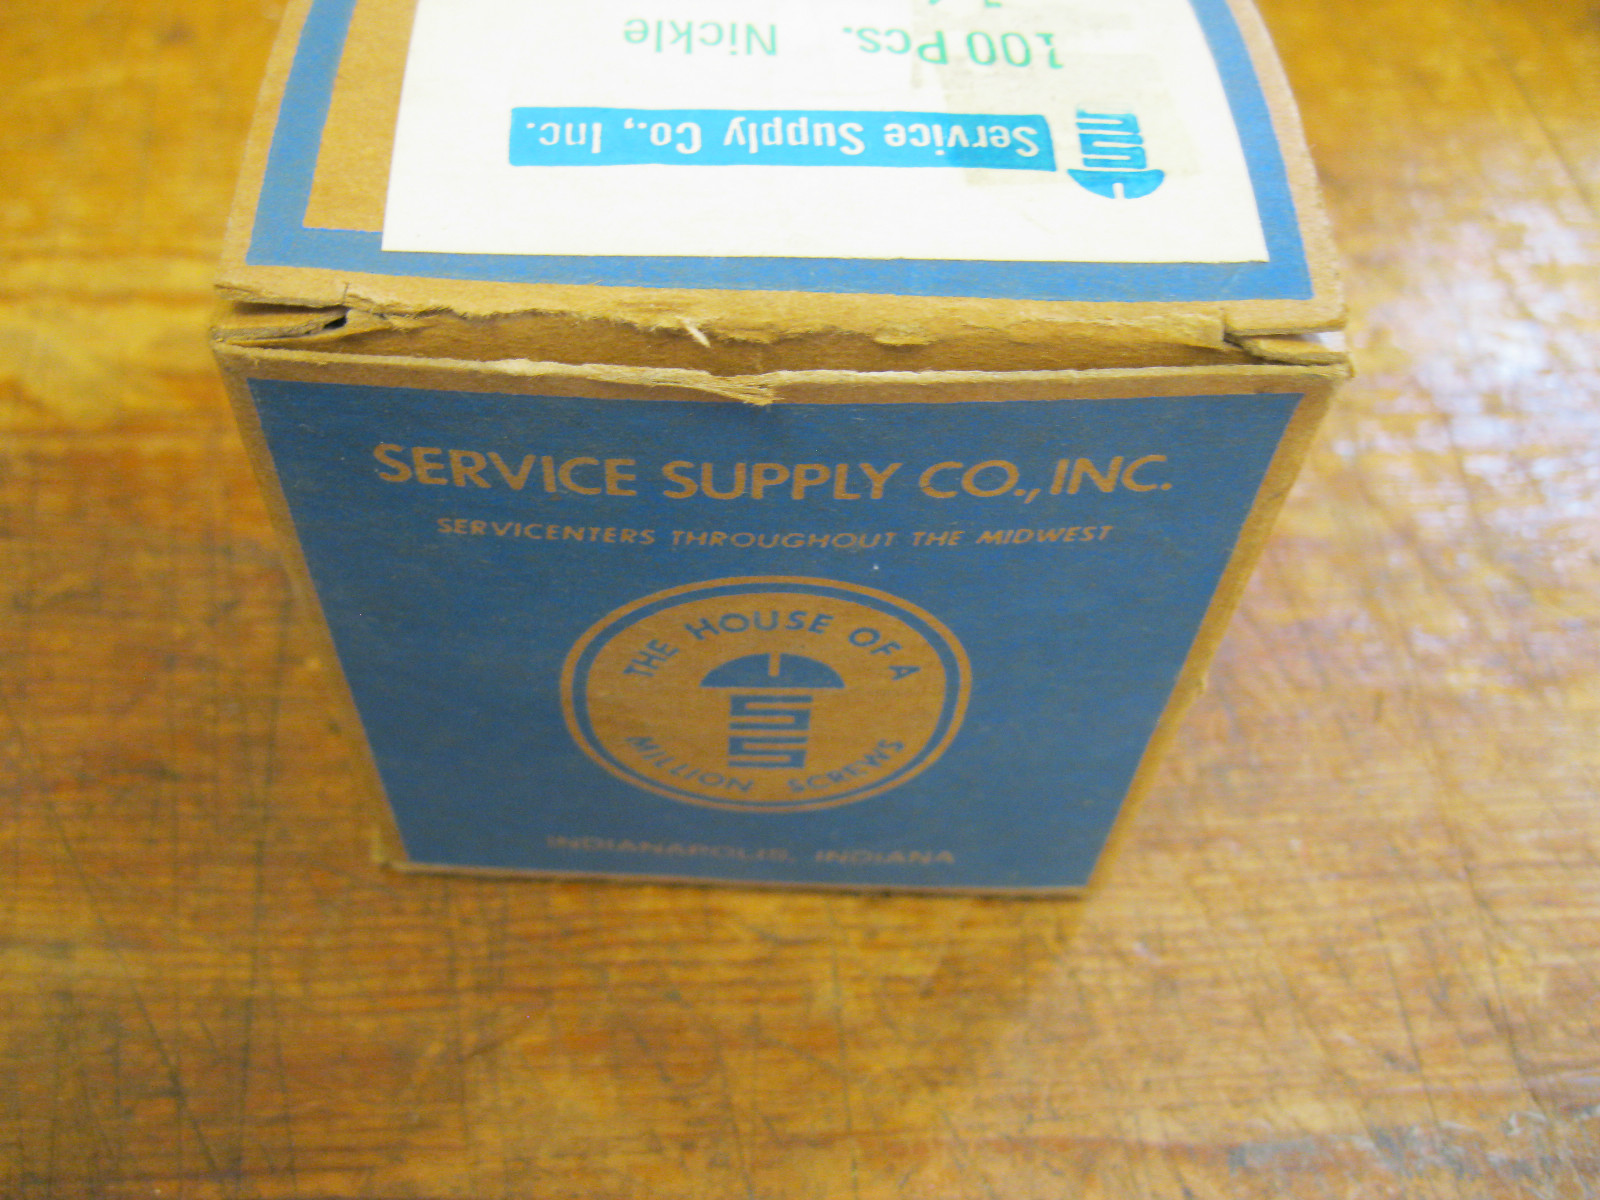 100 Pcs. Nickle
Service Supply Co., Inc.
SERVICE SUPPLY CO., INC.
SERVICENTERS THROUGHOUT THE MIDWEST
THE HOUSE OF A
MILLION SCREWS
INDIANAPOLIS, INDIANA